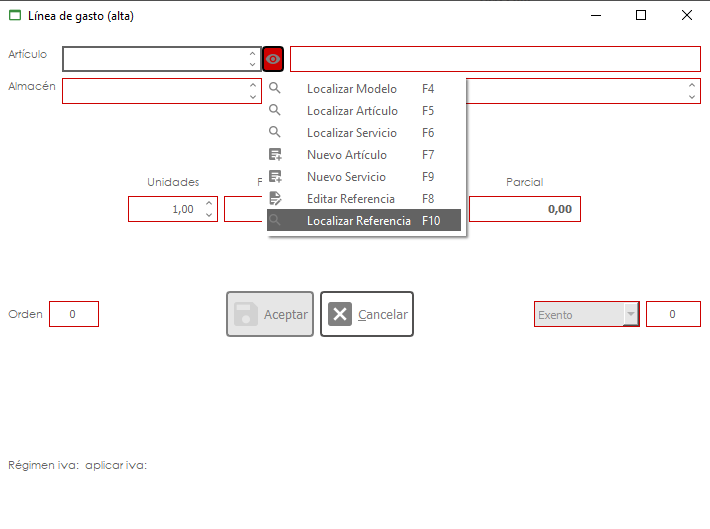 Línea de gasto (alta)
Artículo
Almacén
Localizar Modelo F4
Localizar Artículo F5
Localizar Servicio F6
Nuevo Artículo F7
Nuevo Servicio F9
Editar Referencia F8
Localizar Referencia F10
Unidades P Parcial
1,00 0,00
Orden 0 Aceptar Cancelar Exento 0
Régimen iva: aplicar iva: